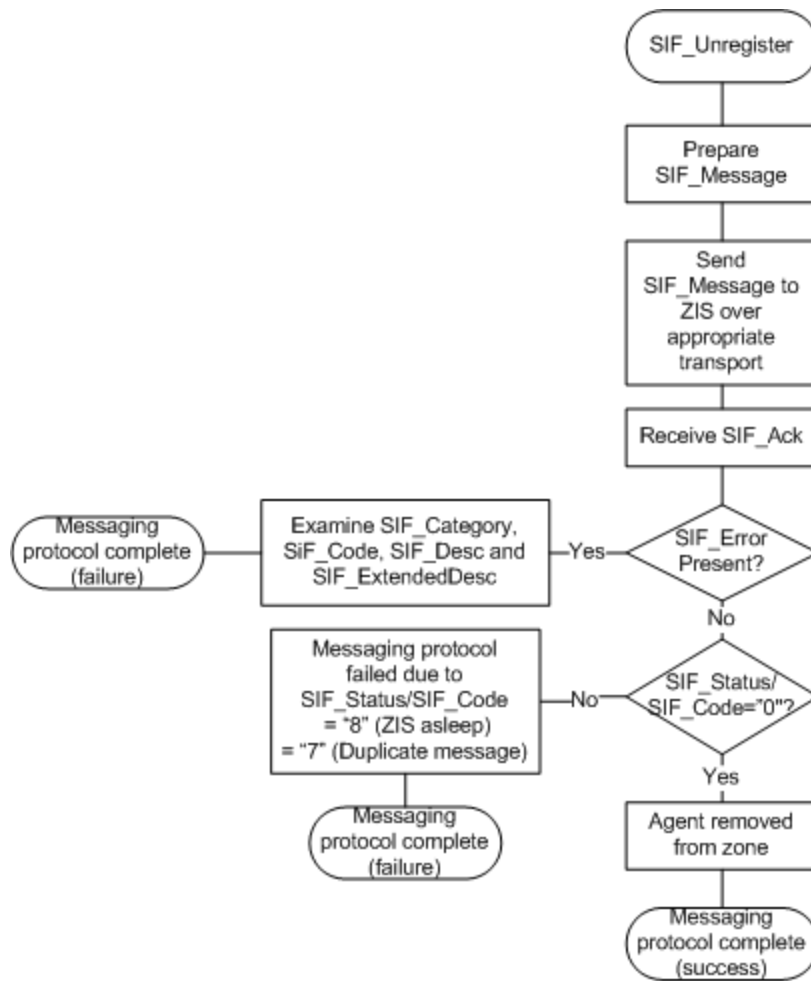 SIF_Unregister
Prepare
SIF_Message
Send
SIF_Message to
ZIS over
appropriate
transport
Receive SIF_Ack
SIF_Error
Present?
Yes
Examine SIF_Category,
SiF_Code, SIF_Desc and
SIF_ExtendedDesc
Messaging
protocol complete
(failure)
No
SIF_Status/
SIF_Code="0"?
No
Messaging protocol
failed due to
SIF_Status/SIF_Code
= “8” (ZIS asleep)
= “7” (Duplicate message)
Messaging
protocol complete
(failure)
Yes
Agent removed
from zone
Messaging
protocol complete
(success)